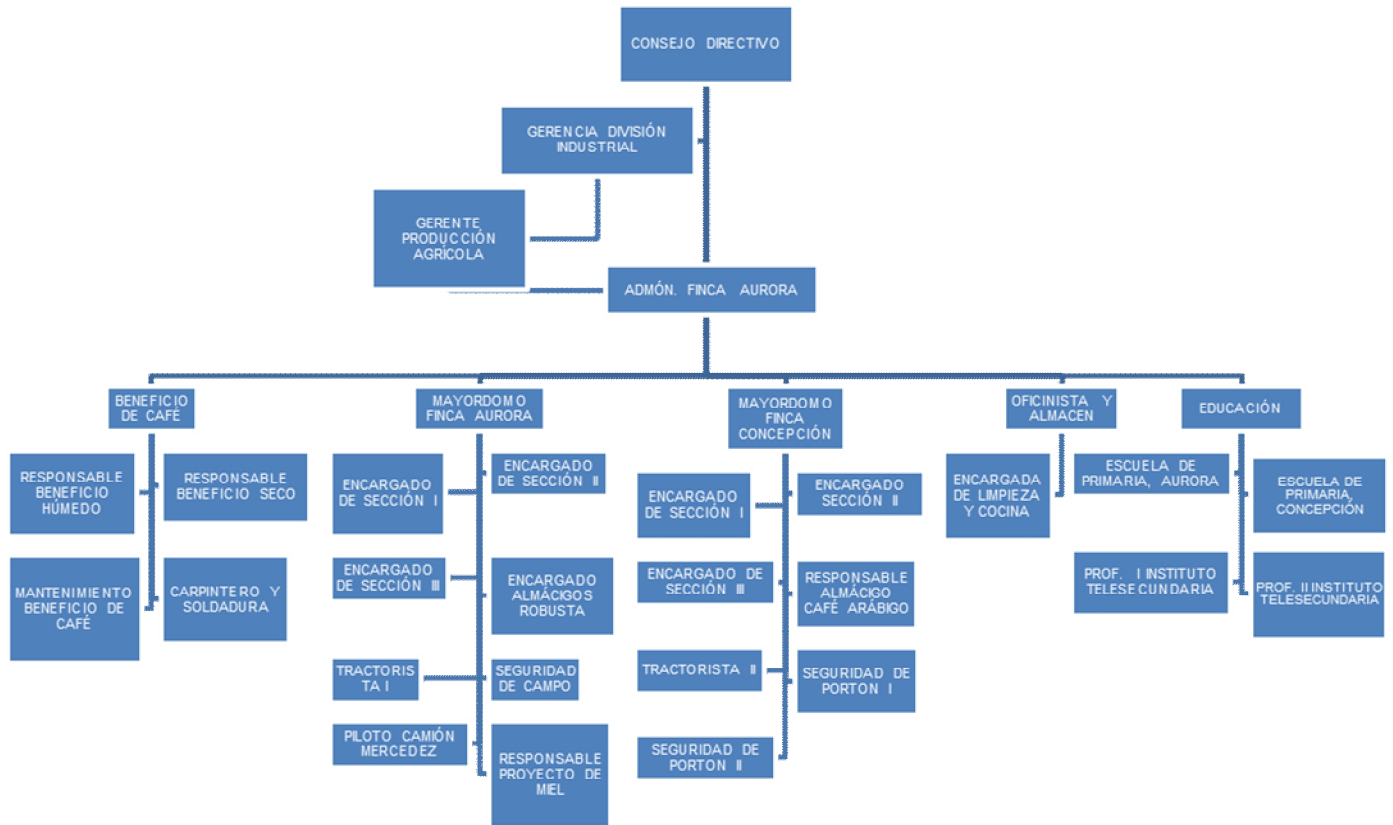 CONSEJO DIRECTIVO
GERENCIA DIVISIÓN
INDUSTRIAL
GERENTE
PRODUCCIÓN
AGRÍCOLA
ADMÓN. FINCA AURORA
BENEFICIO
DE CAFÉ
MAYORDOMO
FINCA AURORA
MAYORDOMO
FINCA
CONCEPCIÓN
OFICINISTA Y
ALMACEN
EDUCACIÓN
RESPONSABLE
BENEFICIO
HÚMEDO
RESPONSABLE
BENEFICIO SECO
MANTENIMIENTO
BENEFICIO DE
CAFÉ
CARPINTERO Y
SOLDADURA
ENCARGADO
DE SECCIÓN I
ENCARGADO
DE SECCIÓN II
ENCARGADO
DE SECCIÓN III
ENCARGADO
ALMÁCIGOS
ROBUSTA
TRACTORIS
TA I
SEGURIDAD
DE CAMPO
PILOTO CAMIÓN
MERCEDEZ
RESPONSABLE
PROYECTO DE
MIEL
ENCARGADO
DE SECCIÓN I
ENCARGADO
SECCIÓN II
ENCARGADO DE
SECCIÓN III
RESPONSABLE
ALMÁCIGO
CAFÉ ARÁBIGO
TRACTORISTA II
SEGURIDAD DE
PORTON I
SEGURIDAD DE
PORTON II
ENCARGADA
DE LIMPIEZA
Y COCINA
ESCUELA DE
PRIMARIA, AURORA
ESCUELA DE
PRIMARIA,
CONCEPCIÓN
PROF. I INSTITUTO
TELESECUNDARIA
PROF. II INSTITUTO
TELESECUNDARIA